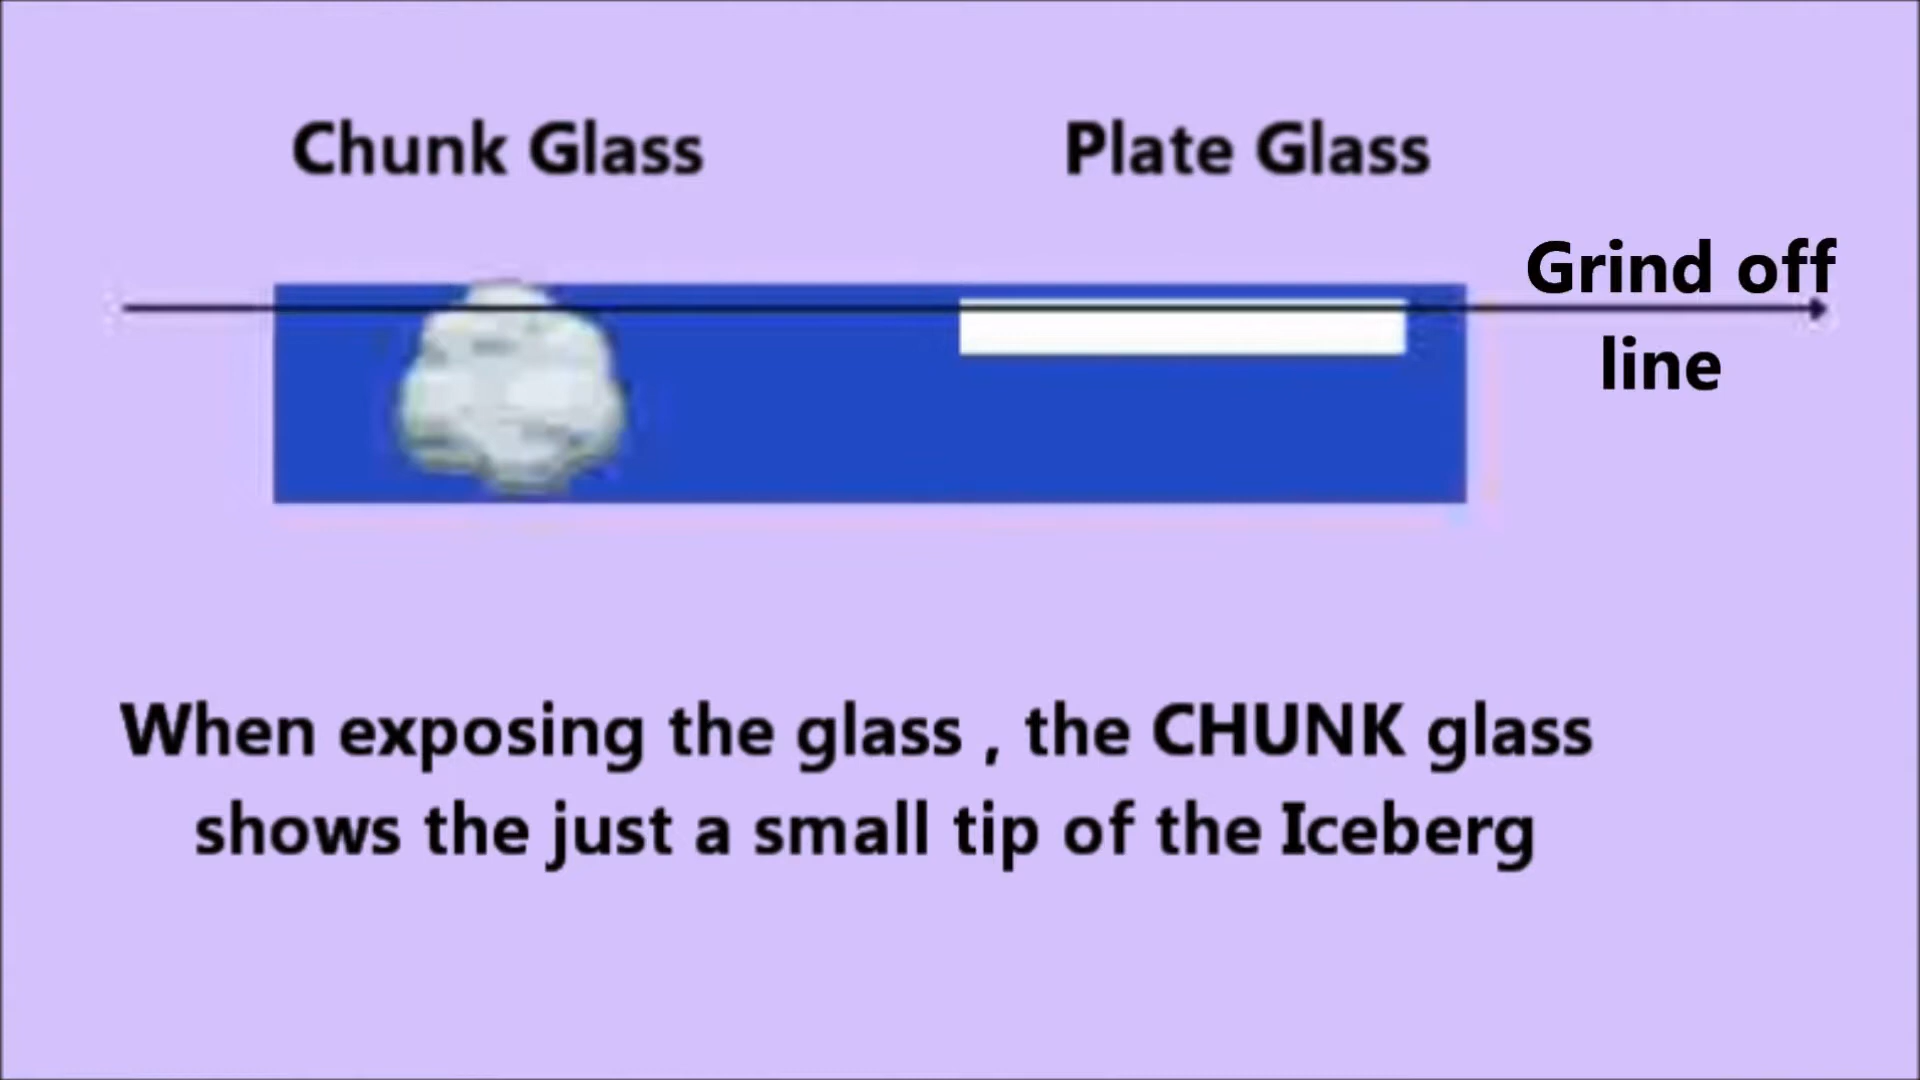 Chunk Glass
Plate Glass
Grind off
line
When exposing the glass , the CHUNK glass
shows the just a small tip of the Iceberg